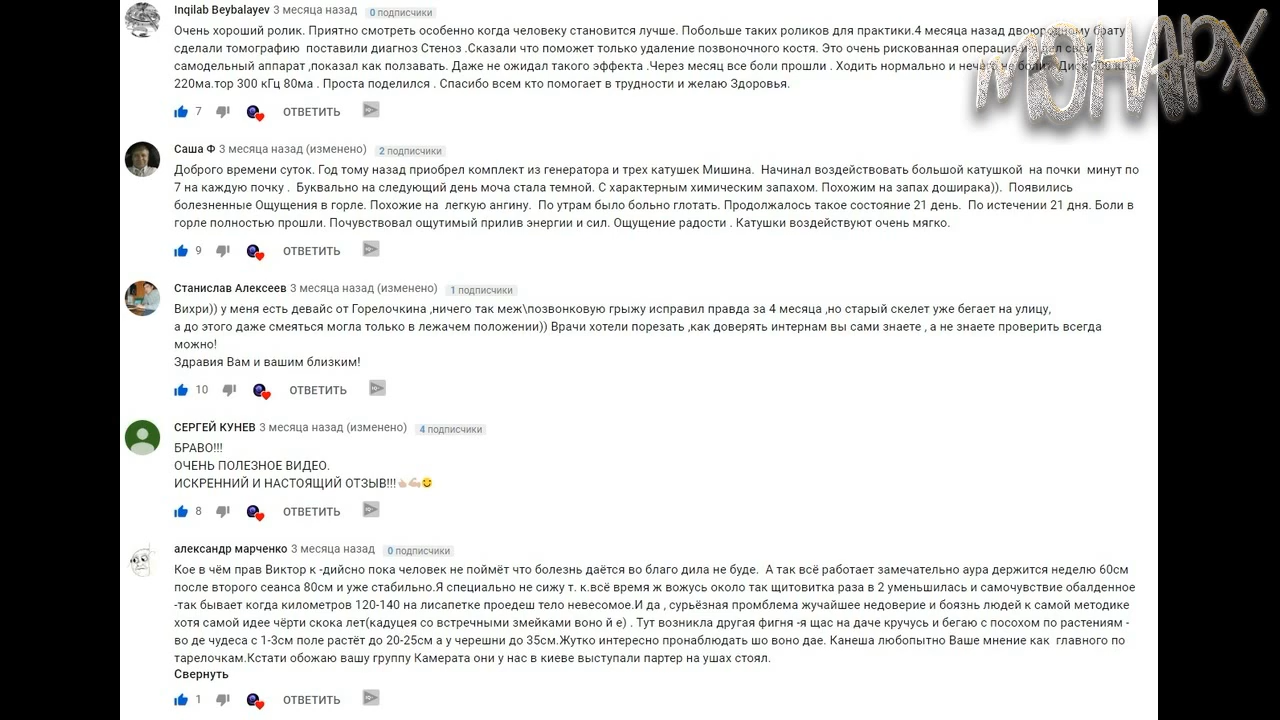 Inqilab Beybalayev 3 месяца назад 0 подписчики
Очень хороший ролик. Приятно смотреть особенно когда человеку становится лучше. Побольше таких роликов для практики.4 месяца назад двоюродному брату
сделали томографию поставили диагноз Стеноз .Сказали что поможет только удаление позвоночного костя. Это очень рискованная операция свой
самодельный аппарат ,показал как ползавать. Даже не ожидал такого эффекта .Через месяц все боли прошли . Ходить нормально и не
220ма.тор 300 кГц 80ма . Проста поделился . Спасибо всем кто помогает в трудности и желаю Здоровья.
МОНАРХ
7 ОТВЕТИТЬ
Саша Ф 3 месяца назад (изменено) 2 подписчики
Доброго времени суток. Год тому назад приобрел комплект из генератора и трех катушек Мишина. Начинал воздействовать большой катушкой на почки минут по
7 на каждую почку . Буквально на следующий день моча стала темной. С характерным химическим запахом. Похожим на запах доширака)). Появились
болезненные Ощущения в горле. Похожие на легкую ангину. По утрам было больно глотать. Продолжалось такое состояние 21 день. По истечении 21 дня. Боли в
горле полностью прошли. Почувствовал ощутимый прилив энергии и сил. Ощущение радости . Катушки воздействуют очень мягко.
9 ОТВЕТИТЬ
Станислав Алексеев 3 месяца назад (изменено) 1 подписчики
Вихри)) у меня есть девайс от Горелочкина ,ничего так меж\позвонковую грыжу исправил правда за 4 месяца ,но старый скелет уже бегает на улицу,
а до этого даже смеяться могла только в лежачем положении)) Врачи хотели порезать ,как доверять интернам вы сами знаете , а не знаете проверить всегда
можно!
Здравия Вам и вашим близким!
10 ОТВЕТИТЬ
СЕРГЕЙ КУНЕВ 3 месяца назад (изменено) 4 подписчики
БРАВО!!!
ОЧЕНЬ ПОЛЕЗНОЕ ВИДЕО.
ИСКРЕННИЙ И НАСТОЯЩИЙ ОТЗЫВ!!!👆🏻💪🏻😃
8 ОТВЕТИТЬ
александр марченко 3 месяца назад 0 подписчики
Кое в чём прав Виктор к -дийсно пока человек не поймёт что болезнь даётся во благо дила не буде. А так всё работает замечательно аура держится неделю 60см
после второго сеанса 80см и уже стабильно.Я специально не сижу т. к.всё время ж вожусь около так щитовитка раза в 2 уменьшилась и самочувствие обалденное
-так бывает когда километров 120-140 на лисапетке проедеш тело невесомое.И да , сурьёзная промблема жучайшее недоверие и боязнь людей к самой методике
хотя самой идее чёрти скока лет(кадуцея со встречными змейками воно й е) . Тут возникла другая фигня -я щас на даче кручусь и бегаю с посохом по растениям -
во де чудеса с 1-3см поле растёт до 20-25см а у черешни до 35см.Жутко интересно пронаблюдать шо воно дае. Канеша любопытно Ваше мнение как главного по
тарелочкам.Кстати обожаю вашу группу Камерата они у нас в киеве выступали партер на ушах стоял.
Свернуть
1 ОТВЕТИТЬ